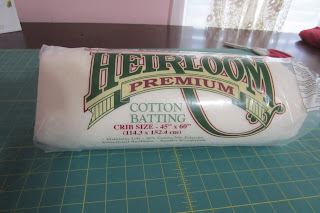 HEIRLOOM
PREMIUM
COTTON
BATTING
CRIB SIZE - 45" x 60"
(114.3 x 152.4 cm)